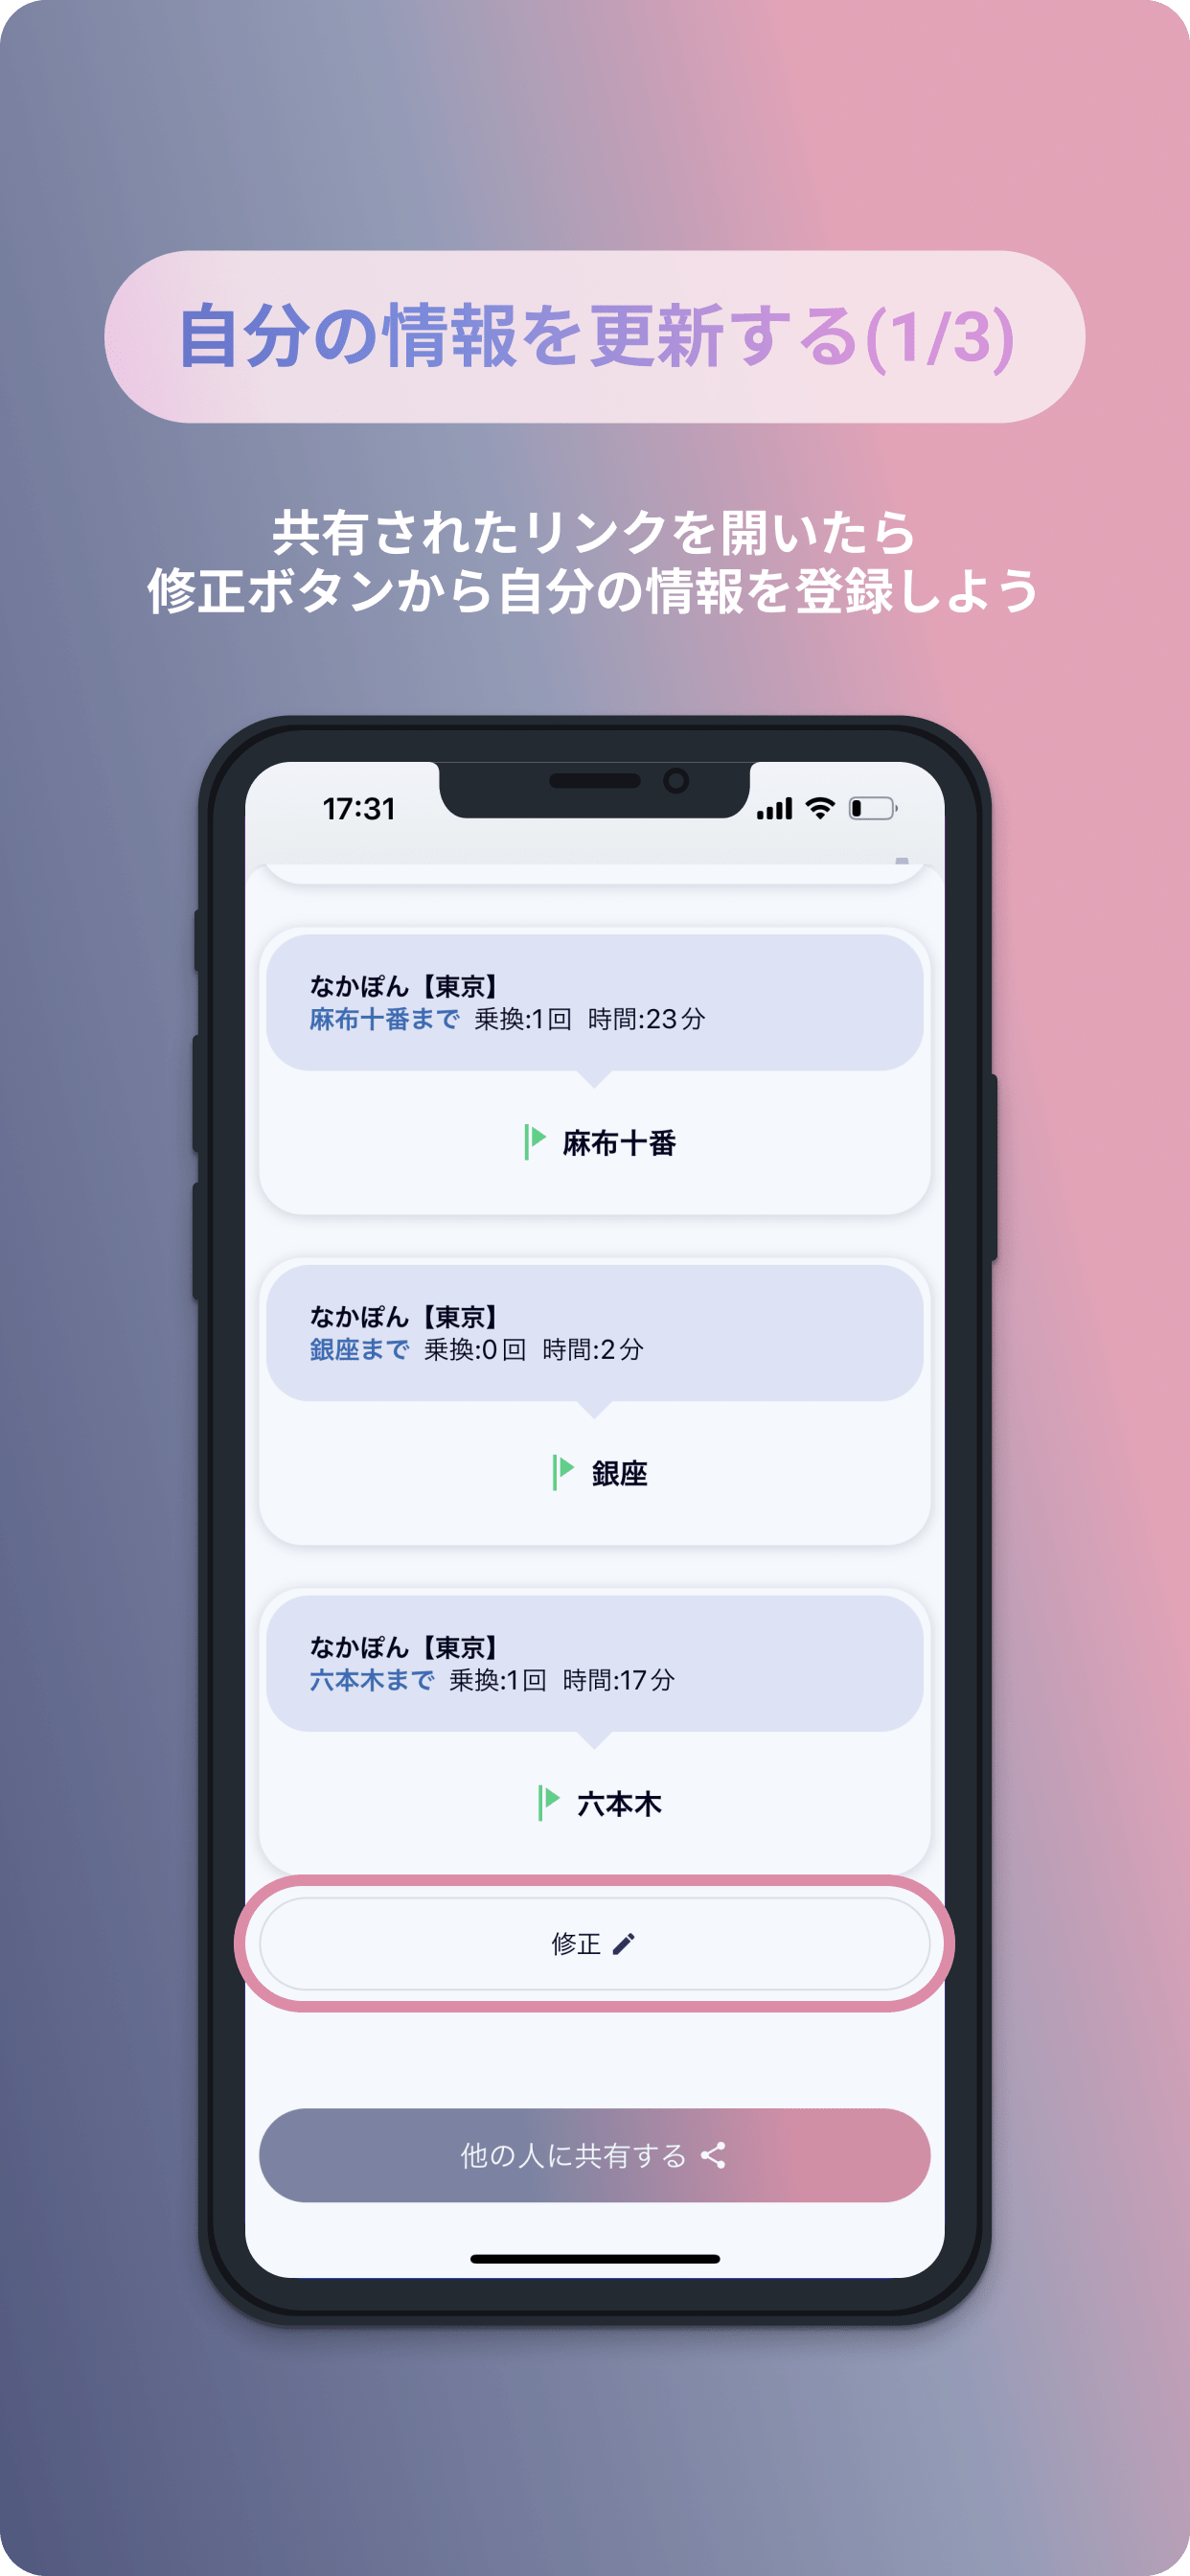 自分の情報を更新する(1/3)
共有されたリンクを開いたら
修正ボタンから自分の情報を登録しよう
17:31
なかぽん【東京】
麻布十番まで 乗換:1回 時間:23分
麻布十番
なかぽん【東京】
銀座まで 乗換:0回 時間:2分
銀座
なかぽん【東京】
六本木まで 乗換:1回 時間:17分
六本木
修正
他の人に共有する